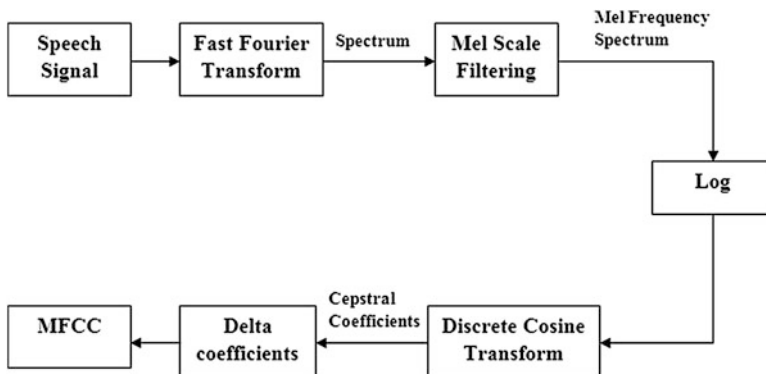 Speech
Signal
Fast Fourier
Transform
Spectrum
Mel Scale
Filtering
Mel Frequency
Spectrum
Log
MFCC
Delta
coefficients
Cepstral
Coefficients
Discrete Cosine
Transform